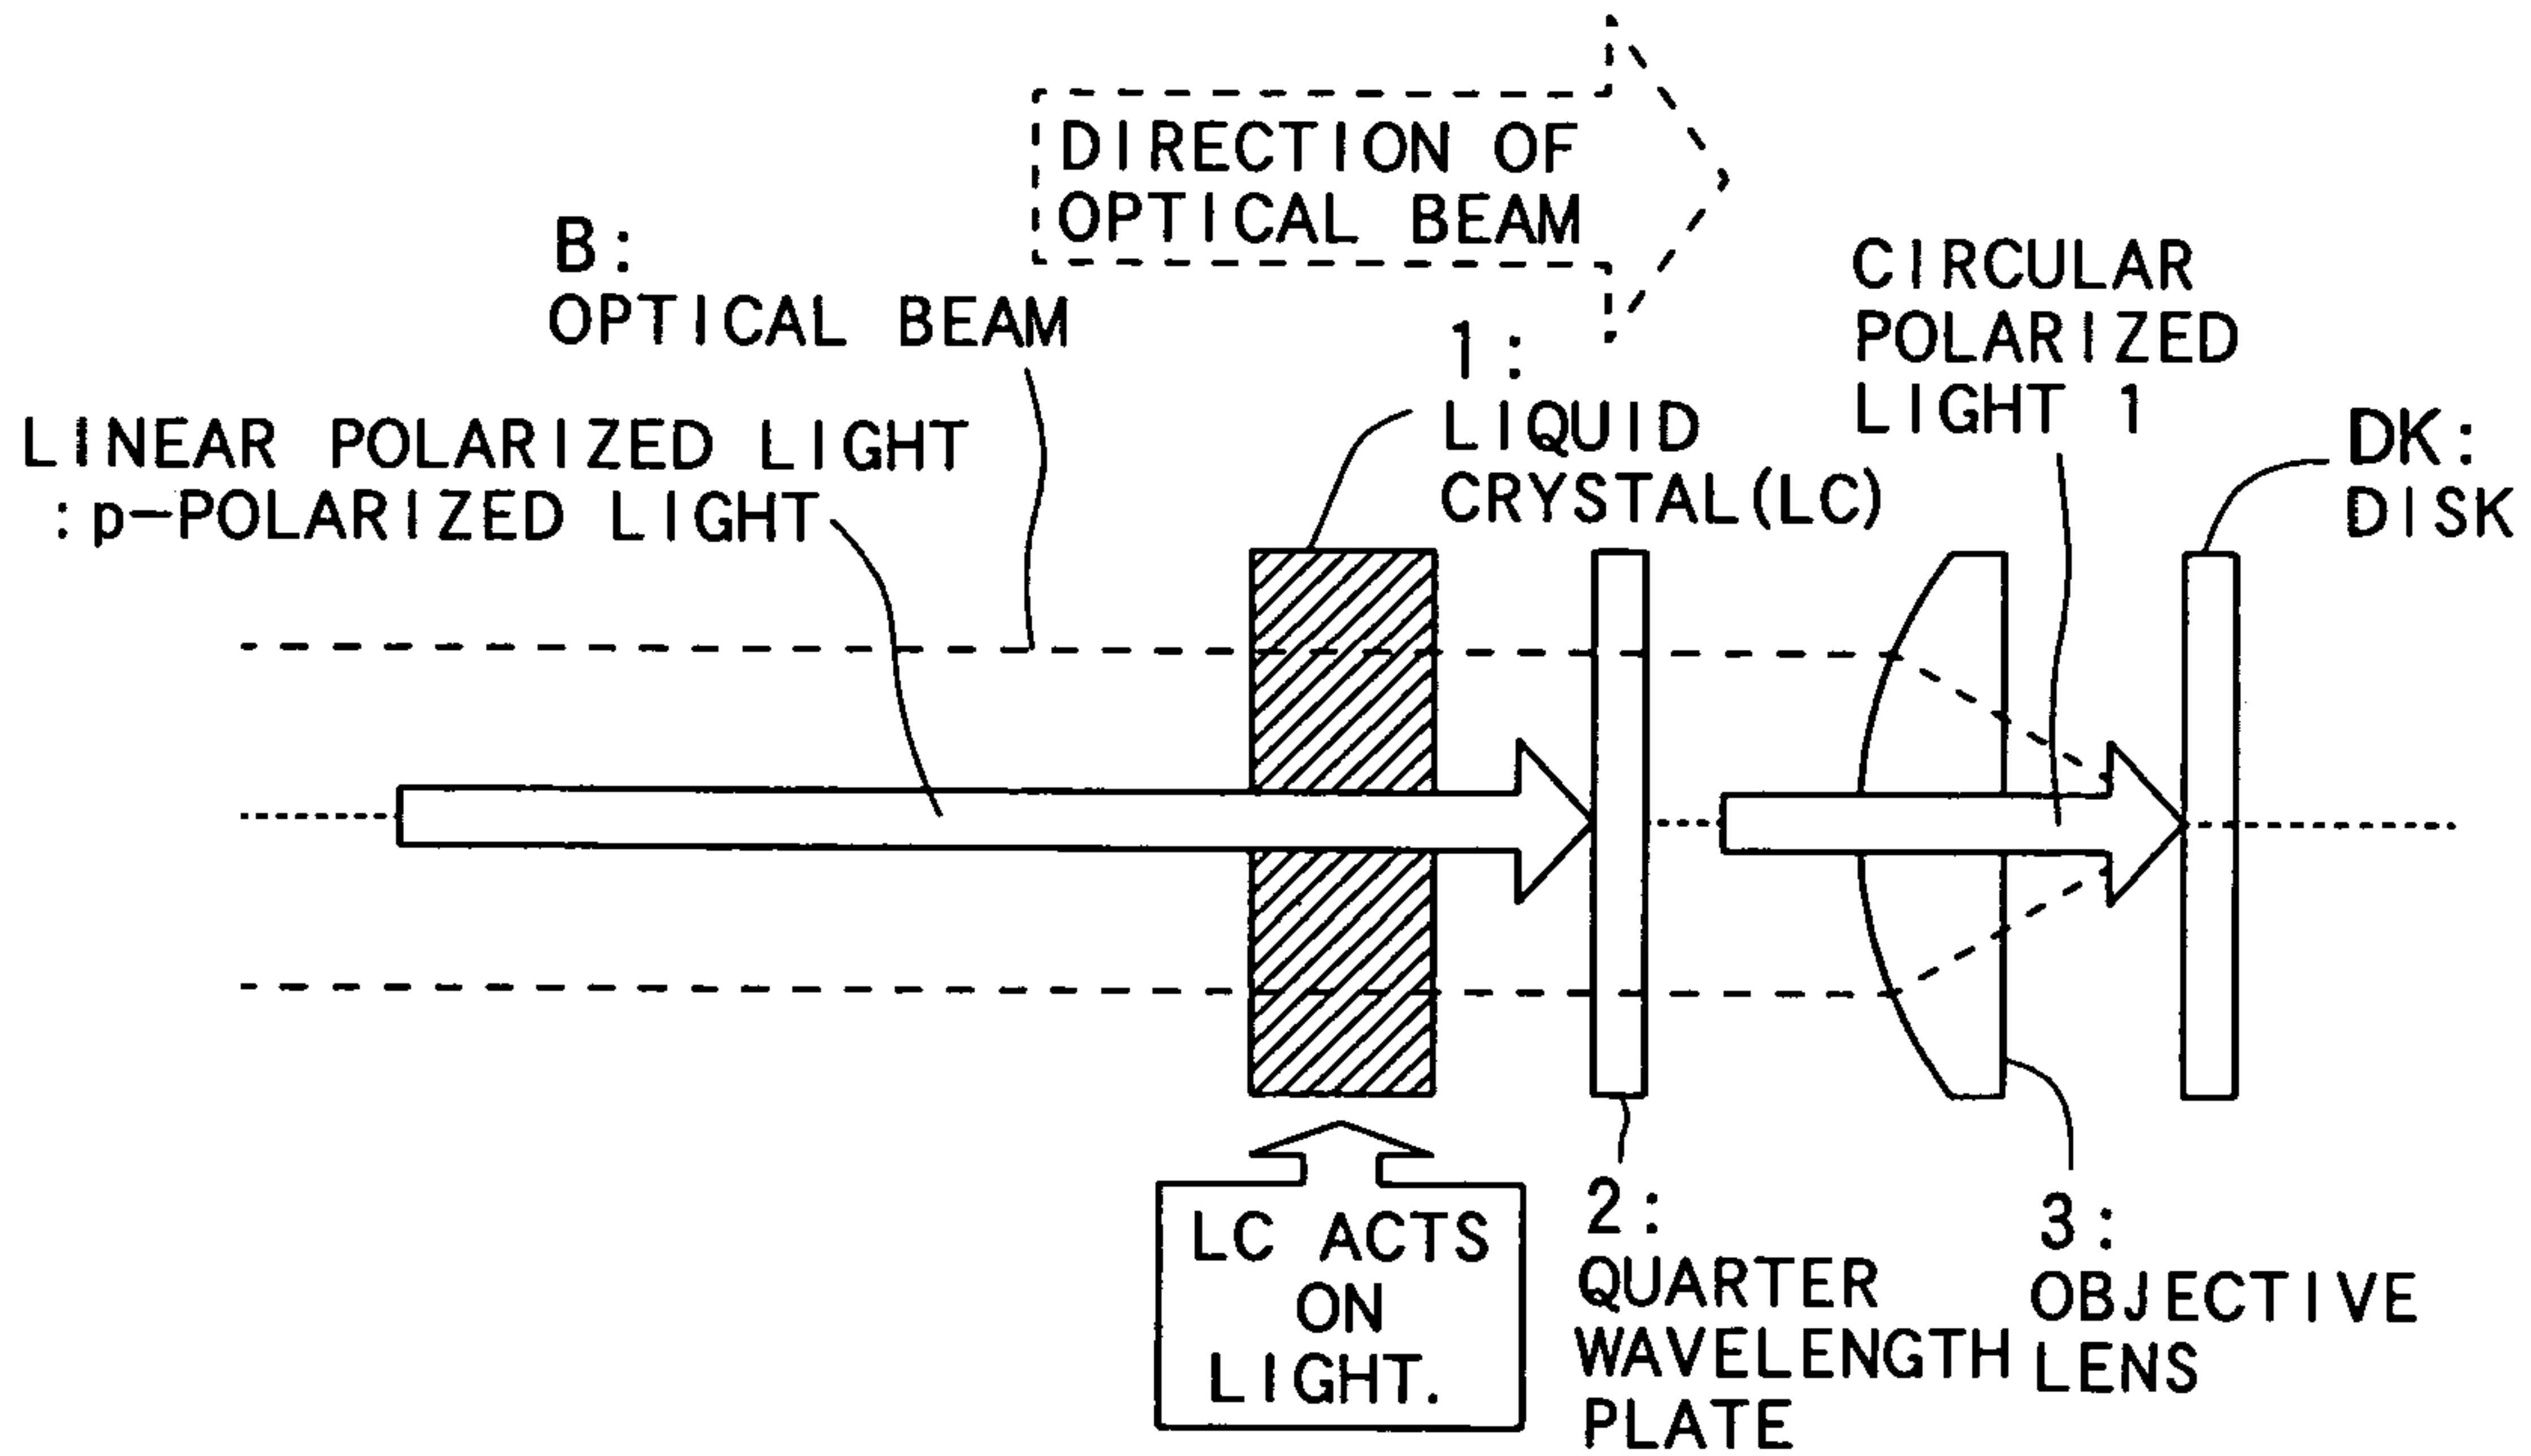 DIRECTION OF
OPTICAL BEAM
B:
OPTICAL BEAM
CIRCULAR
POLARIZED
LIGHT 1
1:
LIQUID
CRYSTAL(LC)
LINEAR POLARIZED LIGHT
:p-POLARIZED LIGHT
DK:
DISK
LC ACTS
ON
LIGHT.
2:
QUARTER
WAVELENGTH
PLATE
3:
OBJECTIVE
LENS